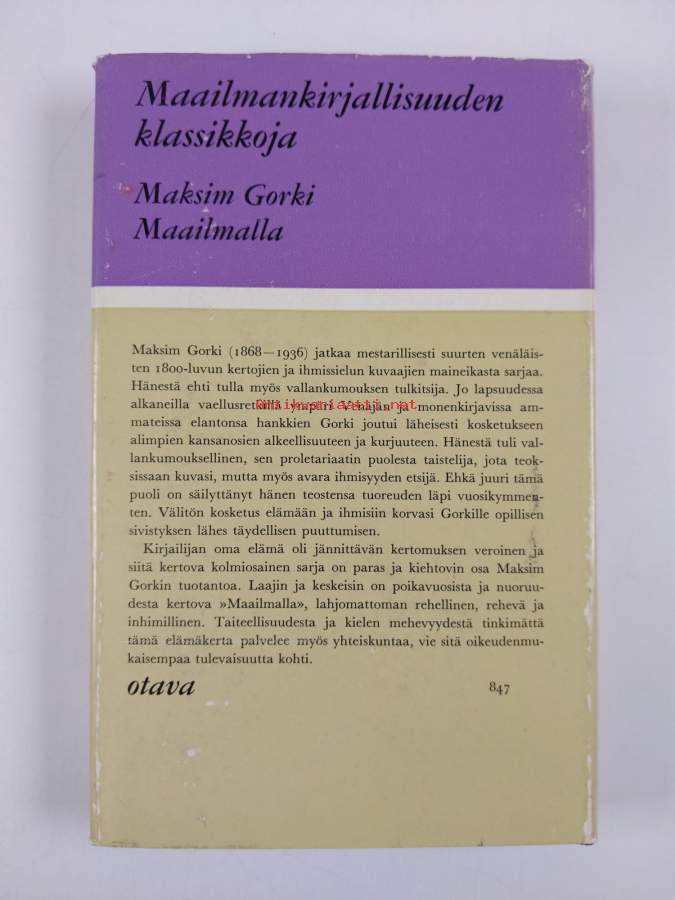 Maailmankirjallisuuden
klassikkoja
Maksim Gorki
Maailmalla
Maksim Gorki (1868—1936) jatkaa mestarillisesti suurten venäläis-
ten 1800-luvun kertojien ja ihmissielun kuvaajien maineikasta sarjaa.
Hänestä ehti tulla myös vallankumouksen tulkitsija. Jo lapsuudessa
alkaneilla vaellusretkillä ympäri Venäjän ja monenkirjavissa am-
Antikvariaatti.net
mateissa elantonsa hankkien Gorki joutui läheisesti kosketukseen
alimpien kansanosien alkeellisuuteen ja kurjuuteen. Hänestä tuli val-
lankumouksellinen, sen proletariaatin puolesta taistelija, jota teok-
sissaan kuvasi, mutta myös avara ihmisyyden etsijä. Ehkä juuri tämä
puoli on säilyttänyt hänen teostensa tuoreuden läpi vuosikymmen-
ten. Välitön kosketus elämään ja ihmisiin korvasi Gorkille opillisen
sivistyksen lähes täydellisen puuttumisen.
Kirjailijan oma elämä oli jännittävän kertomuksen veroinen ja
siitä kertova kolmiosainen sarja on paras ja kiehtovin osa Maksim
Gorkin tuotantoa. Laajin ja keskeisin on poikavuosista ja nuoruu-
desta kertova »Maailmalla», lahjomattoman rehellinen, rehevä ja
inhimillinen. Taiteellisuudesta ja kielen mehevyydestä tinkimättä
tämä elämäkerta palvelee myös yhteiskuntaa, vie sitä oikeudenmu-
kaisempaa tulevaisuutta kohti.
otava 847